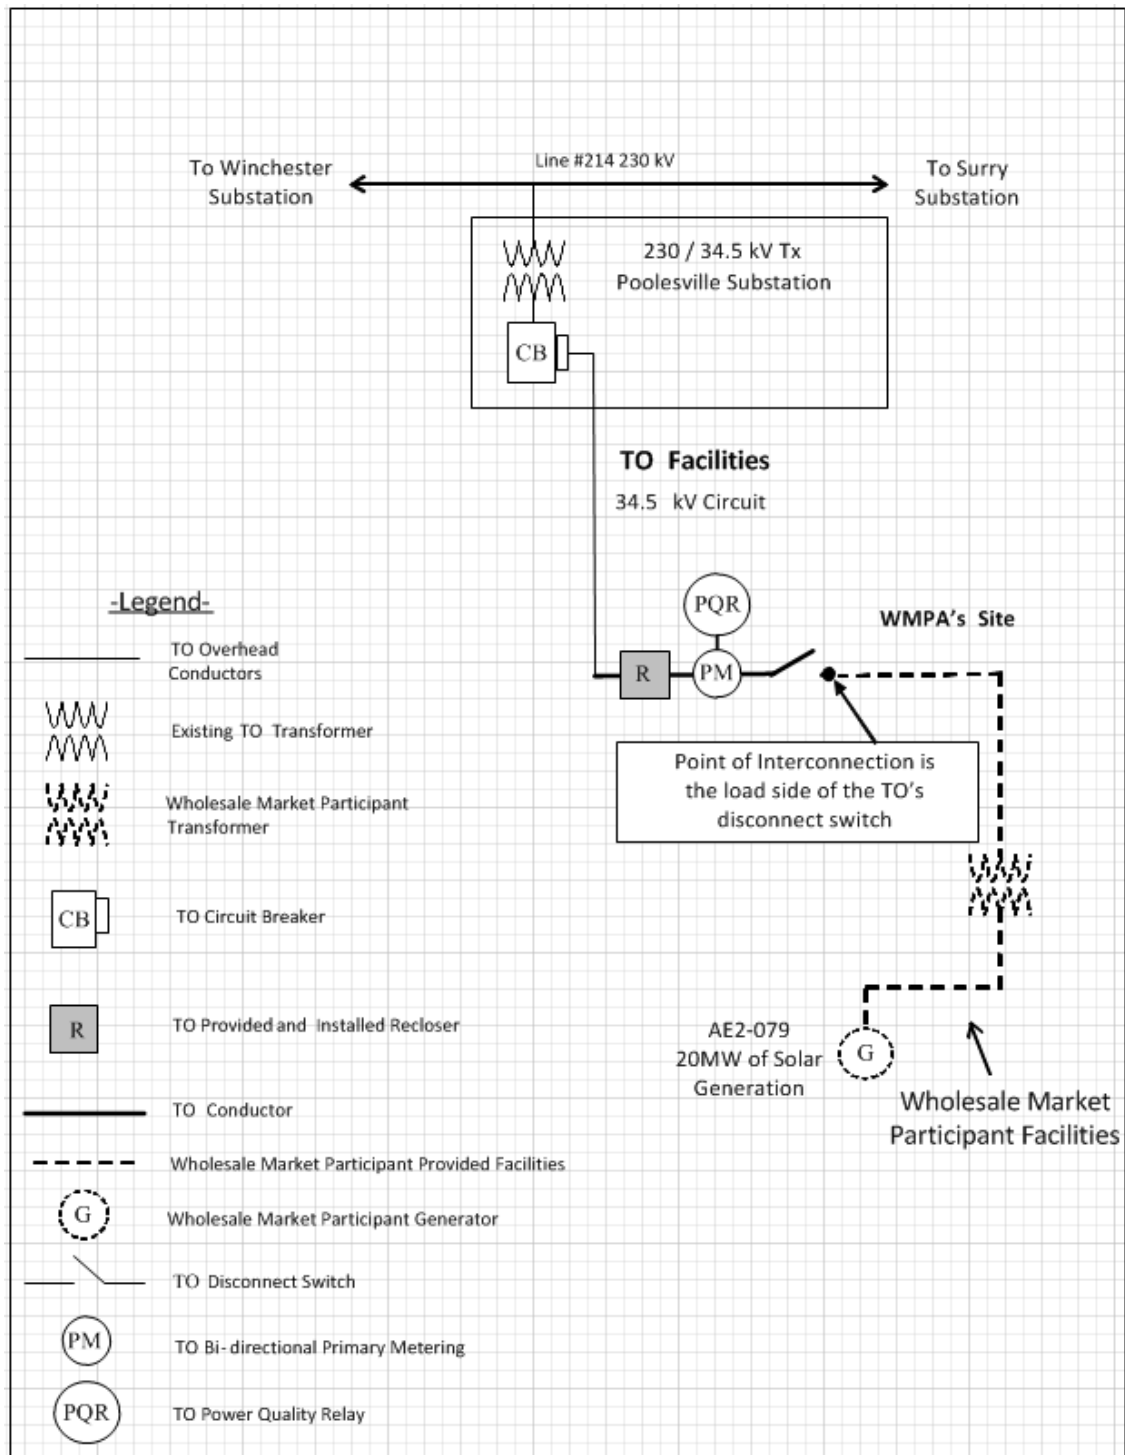 Line #214 230 kV
To Winchester
Substation
To Surry
Substation
230 / 34.5 kV Tx
Poolesville Substation
CB
TO Facilities
34.5 kV Circuit
PQR
WMPA's Site
R
PM
Point of Interconnection is
the load side of the TO's
disconnect switch
AE2-079
20MW of Solar
Generation
G
Wholesale Market
Participant Facilities
-Legend-
TO Overhead
Conductors
Existing TO Transformer
Wholesale Market Participant
Transformer
CB
TO Circuit Breaker
R
TO Provided and Installed Recloser
TO Conductor
Wholesale Market Participant Provided Facilities
G
Wholesale Market Participant Generator
TO Disconnect Switch
PM
TO Bi-directional Primary Metering
PQR
TO Power Quality Relay